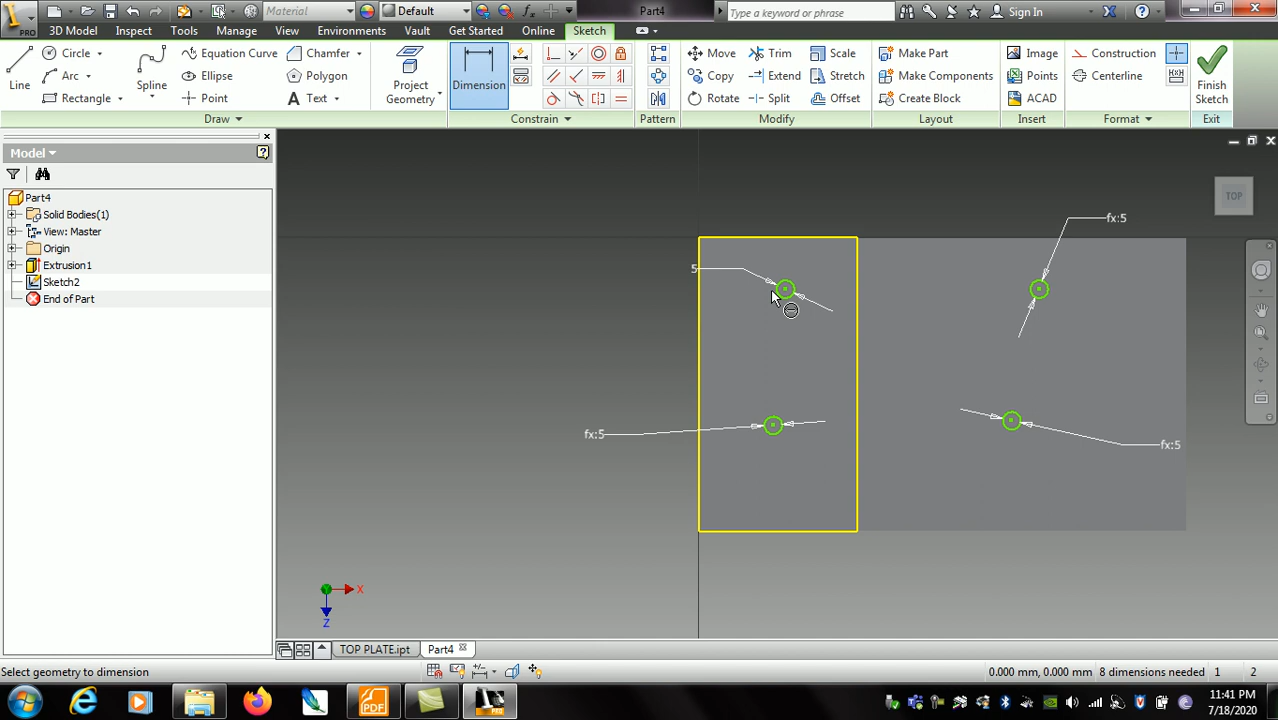 Material
Default
Part4
Type a keyword or phrase
Sign In
PRO
3D Model
Inspect
Tools
Manage
View
Environments
Vault
Get Started
Online
Sketch
Line
Circle
Arc
Rectangle
Spline
Equation Curve
Ellipse
Point
Chamfer
Polygon
Text
Project
Geometry
Dimension
Move
Copy
Rotate
Trim
Extend
Split
Scale
Stretch
Offset
Make Part
Make Components
Create Block
Image
Points
ACAD
Construction
Centerline
Finish
Sketch
Draw
Constrain
Pattern
Modify
Layout
Insert
Format
Exit
Model
Part4
Solid Bodies(1)
View: Master
Origin
Extrusion1
Sketch2
End of Part
TOP
fx:5
5
fx:5
fx:5
X
Z
TOP PLATE.ipt
Part4
Select geometry to dimension
0.000 mm, 0.000 mm
8 dimensions needed
1
2
PDF
PRO
11:41 PM
7/18/2020